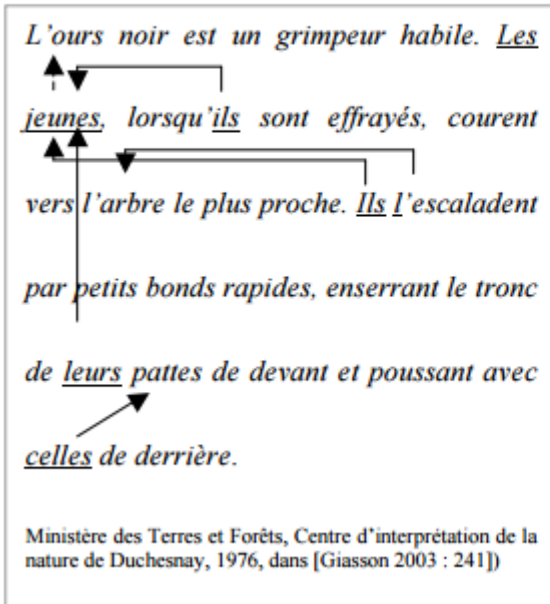 L'ours noir est un grimpeur habile. Les
jeunes, lorsqu'ils sont effrayés, courent
vers l'arbre le plus proche. Ils l'escaladent
par petits bonds rapides, enserrant le tronc
de leurs pattes de devant et poussant avec
celles de derrière.
Ministère des Terres et Forêts, Centre d'interprétation de la
nature de Duchesnay, 1976, dans [Giasson 2003 : 241])